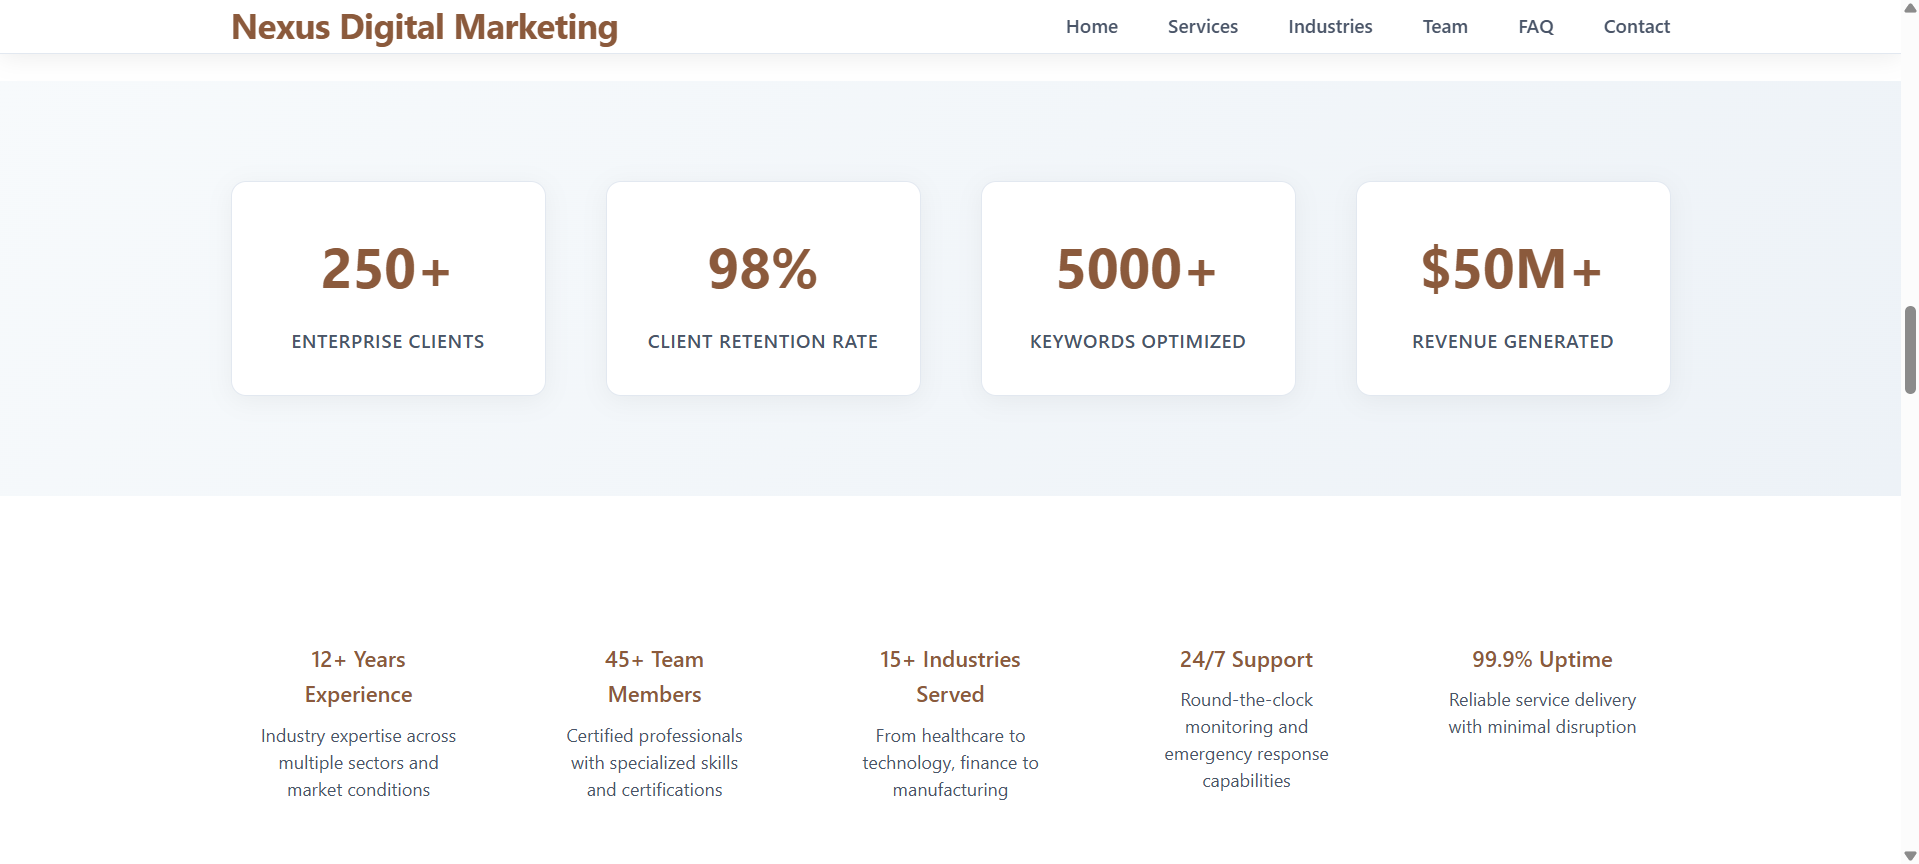 Nexus Digital Marketing
Home
Services
Industries
Team
FAQ
Contact
250+
ENTERPRISE CLIENTS
98%
CLIENT RETENTION RATE
5000+
KEYWORDS OPTIMIZED
$50M+
REVENUE GENERATED
12+ Years
Experience
Industry expertise across
multiple sectors and
market conditions
45+ Team
Members
Certified professionals
with specialized skills
and certifications
15+ Industries
Served
From healthcare to
technology, finance to
manufacturing
24/7 Support
Round-the-clock
monitoring and
emergency response
capabilities
99.9% Uptime
Reliable service delivery
with minimal disruption